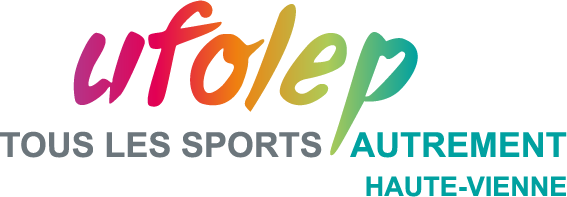 ufolep
TOUS LES SPORTS AUTREMENT
HAUTE-VIENNE